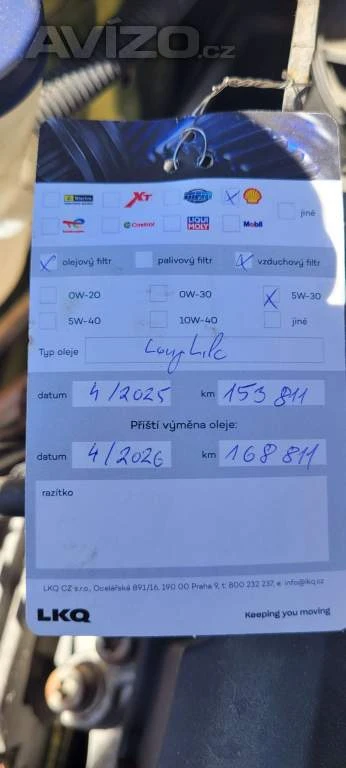 AVÍZO.cz
XT
jiné
Castrol
LIQUI MOLY
Mobil
olejový filtr palivový filtr vzduchový filtr
0W-20 0W-30 5W-30
5W-40 10W-40 jiné
Typ oleje LongLife
datum 4/2025 km 153 811
Příští výměna oleje:
datum 4/2026 km 168 811
razítko
LKQ CZ s.r.o., Ocelářská 891/16, 190 00 Praha 9, t: 800 232 237, e: info@lkq.cz
LKQ Keeping you moving